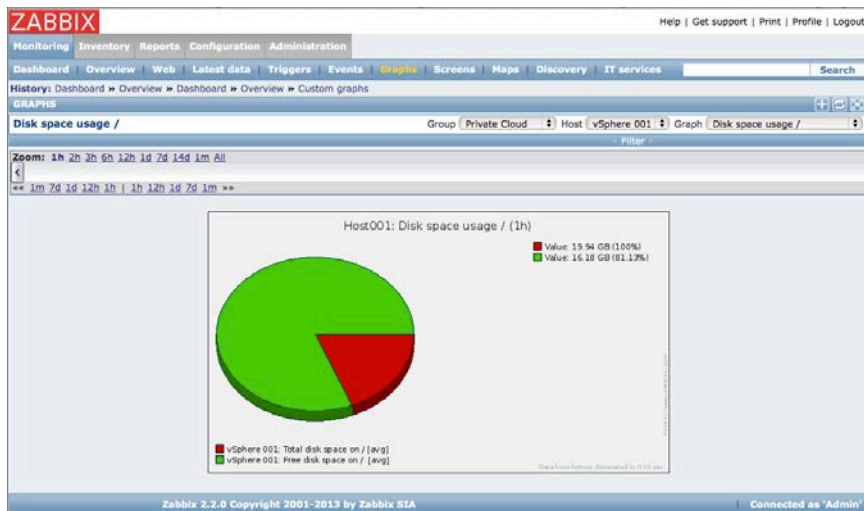 ZABBIX
Help | Get support | Print | Profile | Logout
Monitoring Inventory Reports Configuration Administration
Dashboard | Overview | Web | Latest data | Triggers | Events | Graphs | Screens | Maps | Discovery | IT services Search
History: Dashboard » Overview » Dashboard » Overview » Custom graphs
GRAPHS
Disk space usage / Group Private Cloud Host vSphere 001 Graph Disk space usage /
Filter
Zoom: 1h 2h 3h 6h 12h 1d 7d 14d 1m All
«« 1m 7d 1d 12h 1h | 1h 12h 1d 7d 1m »»
Host001: Disk space usage / (1h)
Value: 19.94 GB (100%)
Value: 16.18 GB (81.13%)
vSphere 001: Total disk space on / [avg]
vSphere 001: Free disk space on / [avg]
Zabbix 2.2.0 Copyright 2001-2013 by Zabbix SIA | Connected as 'Admin'